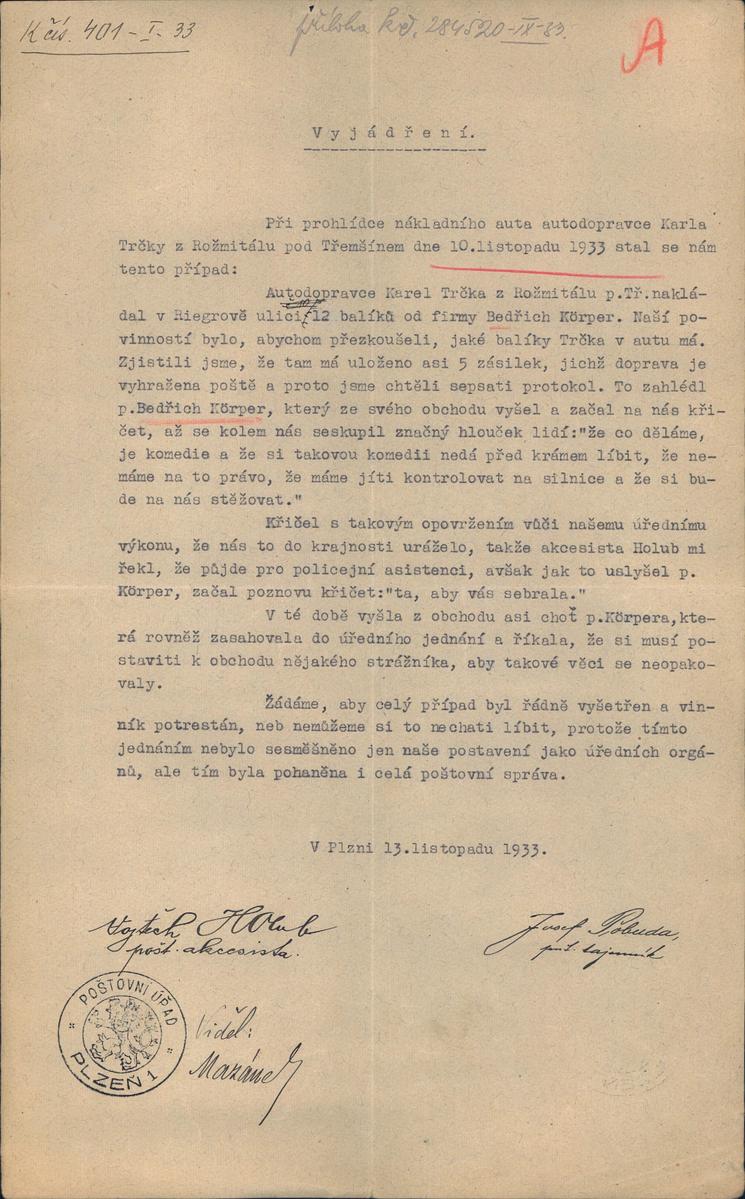 K čís. 401 - I - 33
příloha k č. 284520-IX-33.
A
Vyjádření.
Při prohlídce nákladního auta autodopravce Karla
Trčky z Rožmitálu pod Třemšínem dne 10.listopadu 1933 stal se nám
tento případ:
Autodopravce Karel Trčka z Rožmitálu p.Tř.naklá-
dal v Riegrově ulici 12 balíků od firmy Bedřich Körper. Naší po-
vinností bylo, abychom přezkoušeli, jaké balíky Trčka v autu má.
Zjistili jsme, že tam má uloženo asi 5 zásilek, jichž doprava je
vyhražena poště a proto jsme chtěli sepsati protokol. To zahlédl
p.Bedřich Körper, který ze svého obchodu vyšel a začal na nás kři-
čet, až se kolem nás seskupil značný hlouček lidí:"že co děláme,
je komedie a že si takovou komedii nedá před krámem líbit, že ne-
máme na to právo, že máme jíti kontrolovat na silnice a že si bu-
de na nás stěžovat."
Křičel s takovým opovržením vůči našemu úřednímu
výkonu, že nás to do krajnosti uráželo, takže akcesista Holub mi
řekl, že půjde pro policejní asistenci, avšak jak to uslyšel p.
Körper, začal poznovu křičet:"ta, aby vás sebrala."
V té době vyšla z obchodu asi choť p.Körpera,kte-
rá rovněž zasahovala do úředního jednání a říkala, že si musí po-
staviti k obchodu nějakého strážníka, aby takové věci se neopako-
valy.
Žádáme, aby celý případ byl řádně vyšetřen a vin-
ník potrestán, neb nemůžeme si to nechati líbit, protože tímto
jednáním nebylo sesměšněno jen naše postavení jako úředních orgá-
nů, ale tím byla pohaněna i celá poštovní správa.
V Plzni 13.listopadu 1933.
Vojtěch Holub
pošt. akcesista.
Josef Pobuda,
pošt. tajemník
POŠTOVNÍ ÚŘAD
PLZEŇ 1
Viděl:
Mazánek